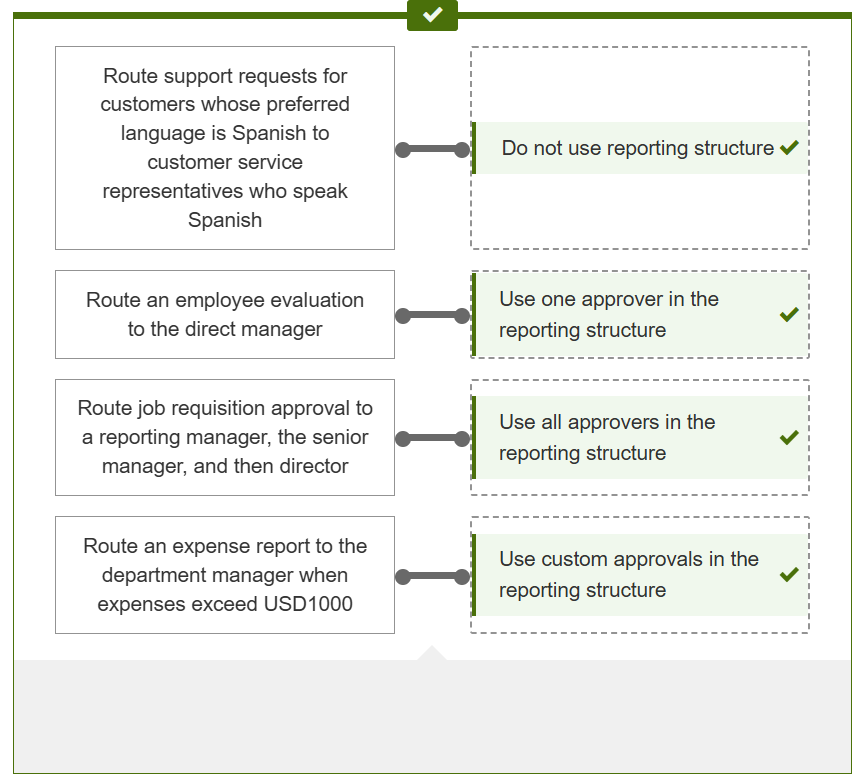 Route support requests for
customers whose preferred
language is Spanish to
customer service
representatives who speak
Spanish
Do not use reporting structure
Route an employee evaluation
to the direct manager
Use one approver in the
reporting structure
Route job requisition approval to
a reporting manager, the senior
manager, and then director
Use all approvers in the
reporting structure
Route an expense report to the
department manager when
expenses exceed USD1000
Use custom approvals in the
reporting structure